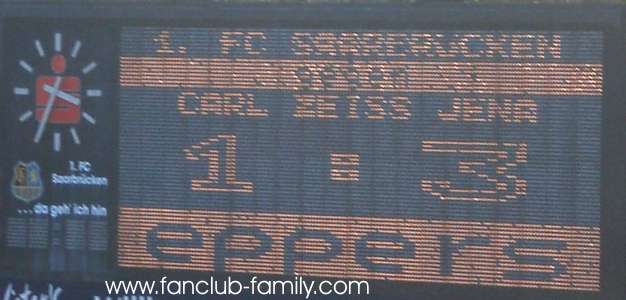 1. FC SAARBRÜCKEN
GEGEN
CARL ZEISS JENA
1 : 3
eppers
1. FC
Saarbrücken
...da geh' ich hin
www.fanclub-family.com